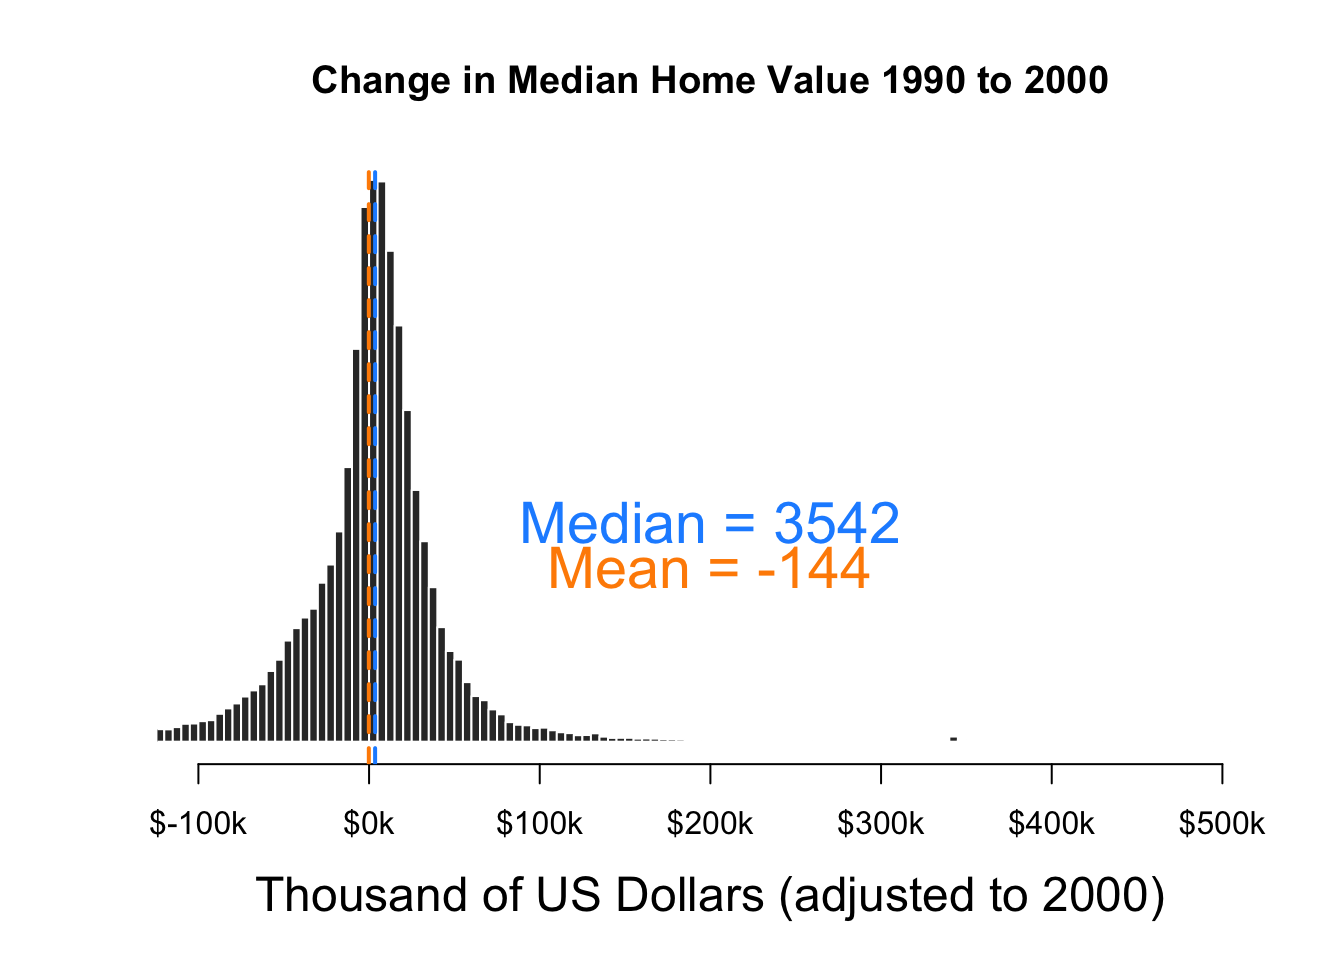 Change in Median Home Value 1990 to 2000
Median = 3542
Mean = -144
$-100k $0k $100k $200k $300k $400k $500k
Thousand of US Dollars (adjusted to 2000)